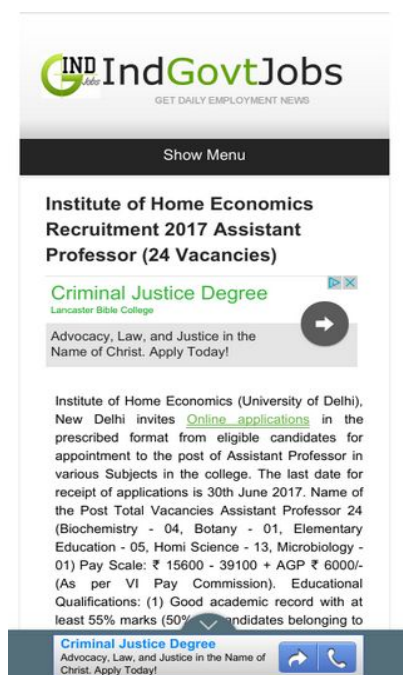 IND
Jobs
IndGovtJobs
GET DAILY EMPLOYMENT NEWS
Show Menu
Institute of Home Economics
Recruitment 2017 Assistant
Professor (24 Vacancies)
Criminal Justice Degree
Lancaster Bible College
Advocacy, Law, and Justice in the
Name of Christ. Apply Today!
Institute of Home Economics (University of Delhi),
New Delhi invites Online applications in the
prescribed format from eligible candidates for
appointment to the post of Assistant Professor in
various Subjects in the college. The last date for
receipt of applications is 30th June 2017. Name of
the Post Total Vacancies Assistant Professor 24
(Biochemistry - 04, Botany - 01, Elementary
Education - 05, Homi Science - 13, Microbiology -
01) Pay Scale: ₹ 15600 - 39100 + AGP ₹ 6000/-
(As per VI Pay Commission). Educational
Qualifications: (1) Good academic record with at
least 55% marks (50% belonging to
Criminal Justice Degree
Advocacy, Law, and Justice in the Name of
Christ. Apply Today!